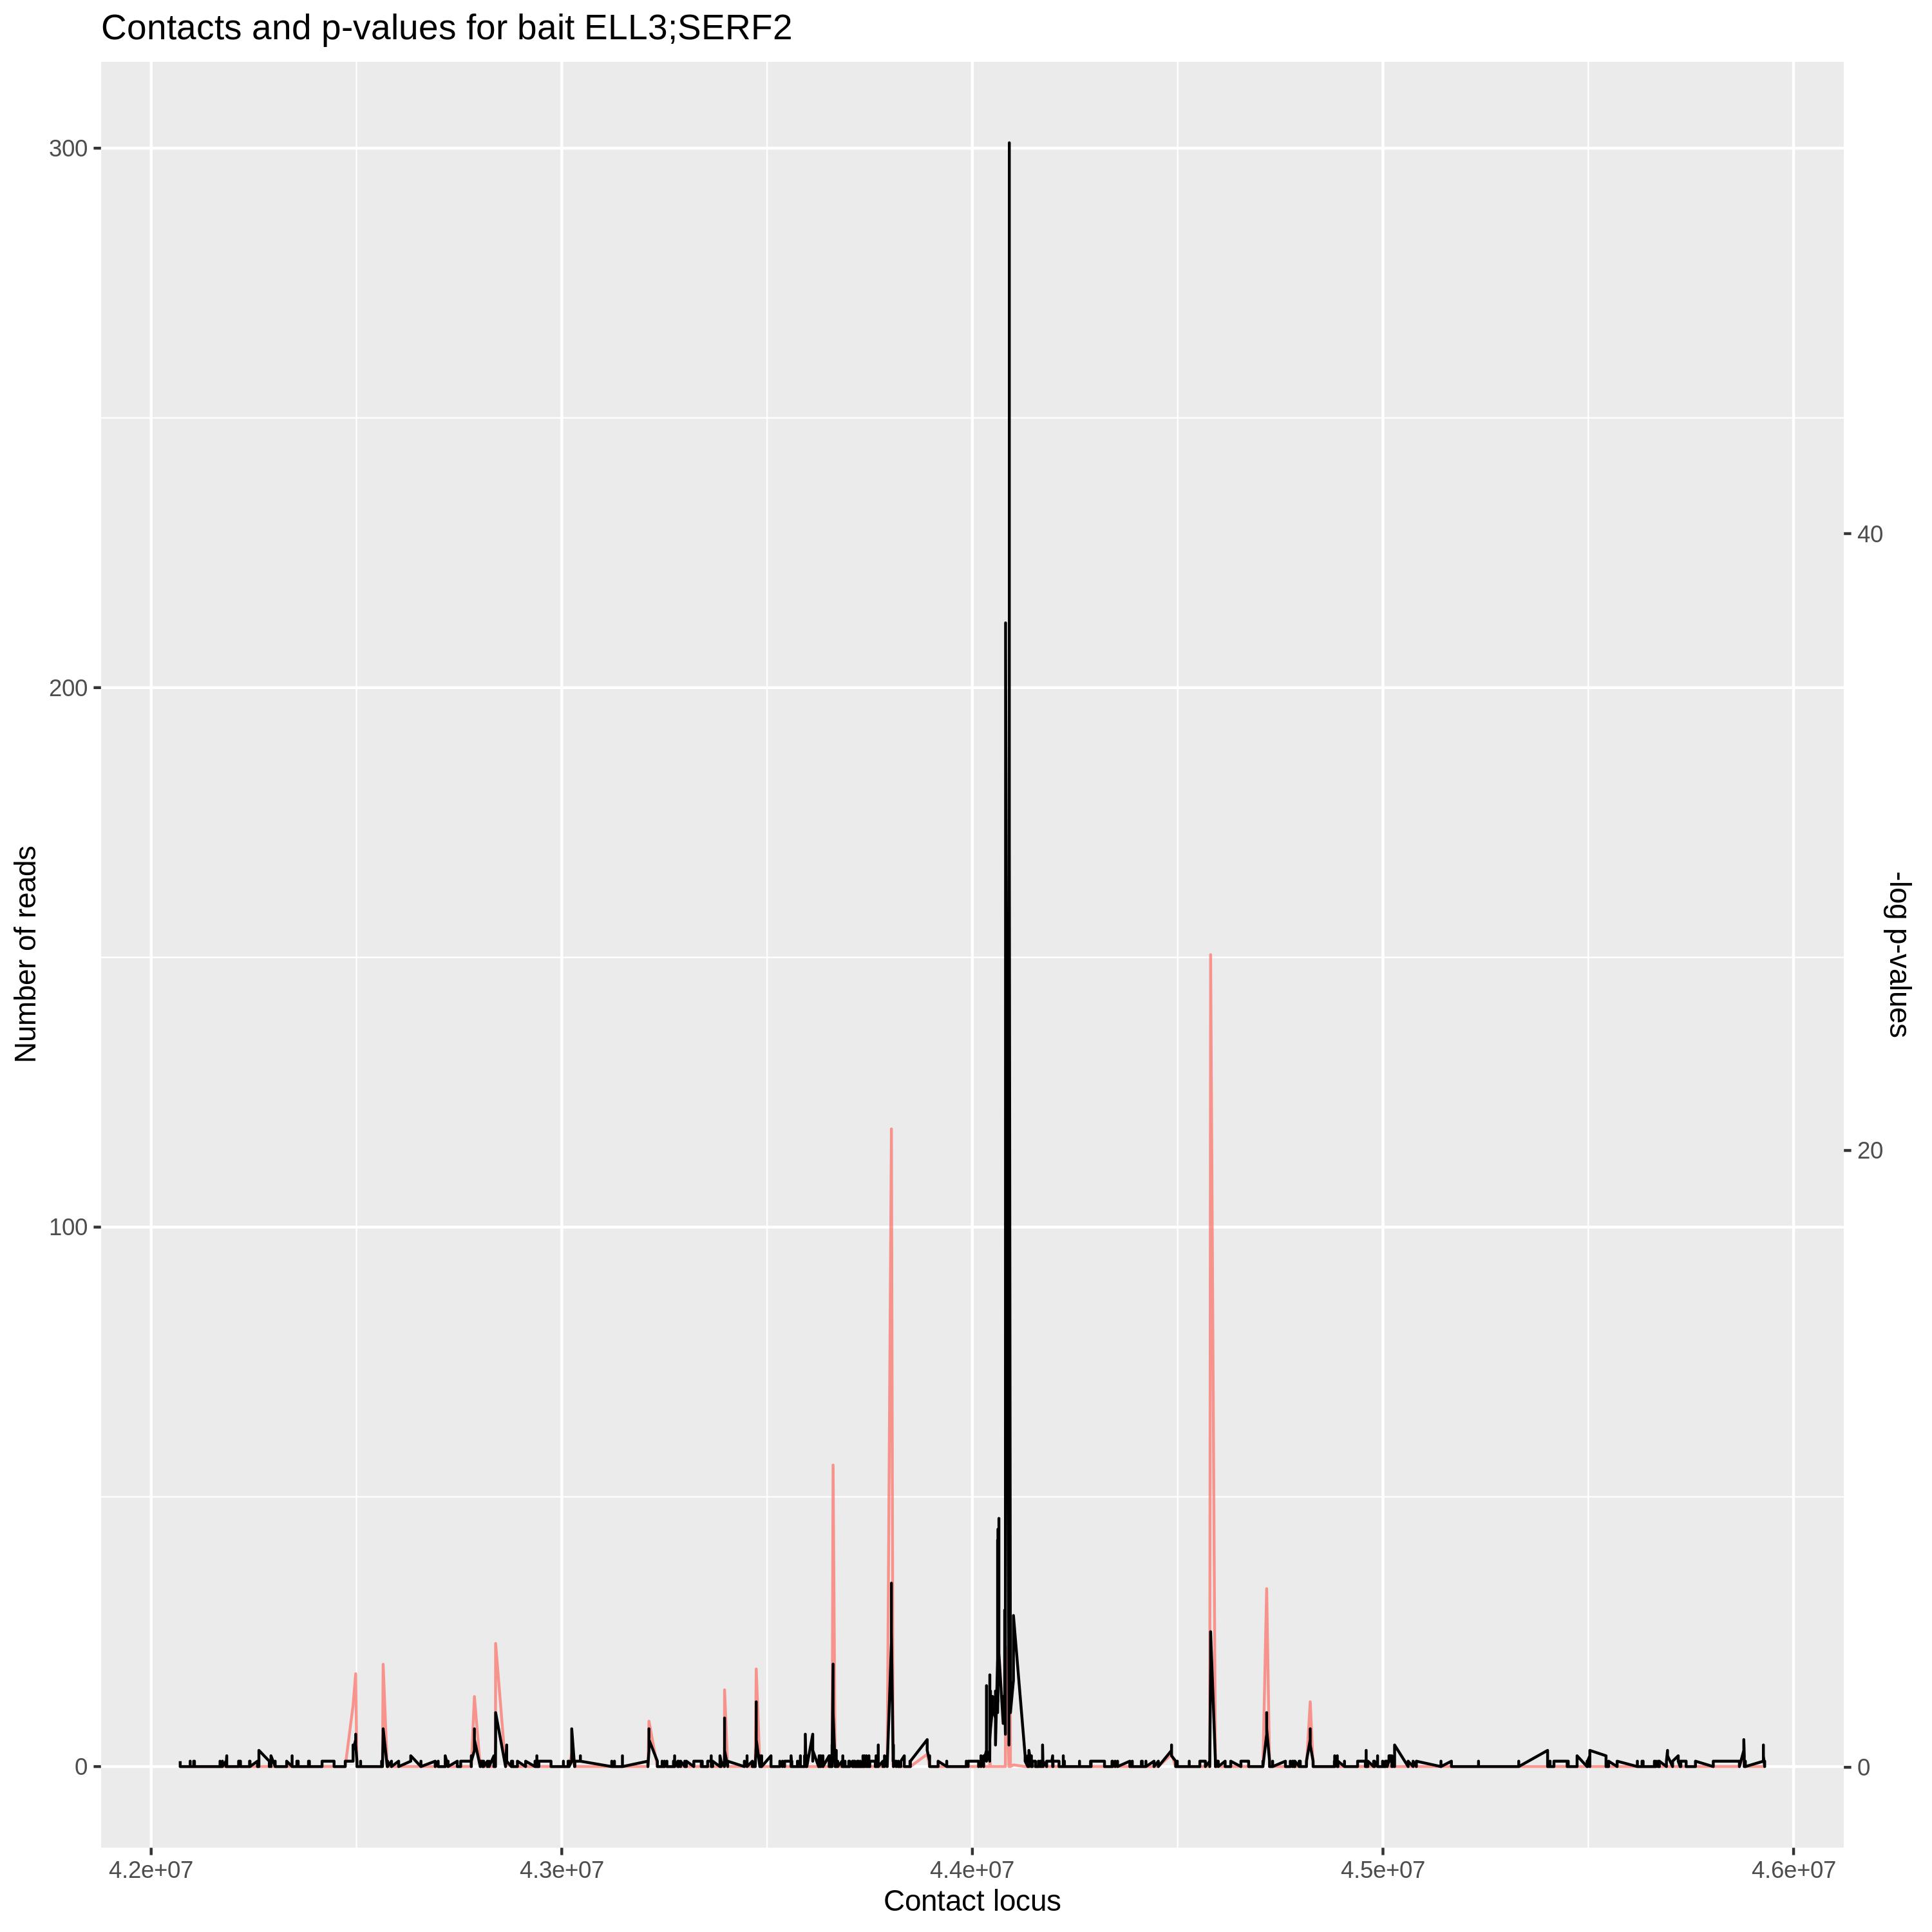 Contacts and p-values for bait ELL3;SERF2
300
200
100
0
Number of reads
40
20
0
-log p-values
4.2e+07
4.3e+07
4.4e+07
4.5e+07
4.6e+07
Contact locus